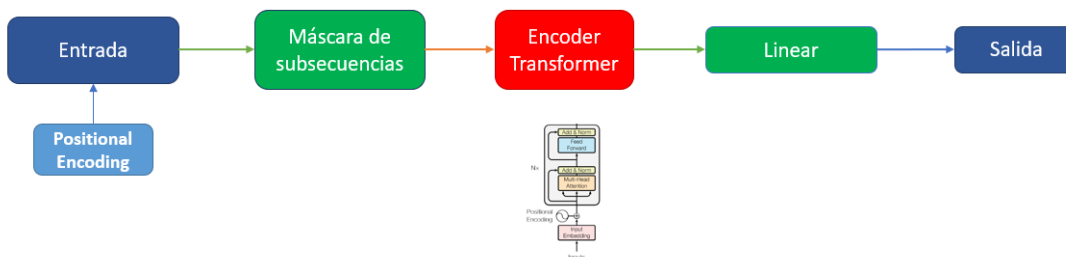 Entrada
Máscara de
subsecuencias
Encoder
Transformer
Linear
Salida
Positional
Encoding
Add & Norm
Feed
Forward
Nx
Add & Norm
Multi-Head
Attention
Positional
Encoding
Input
Embedding